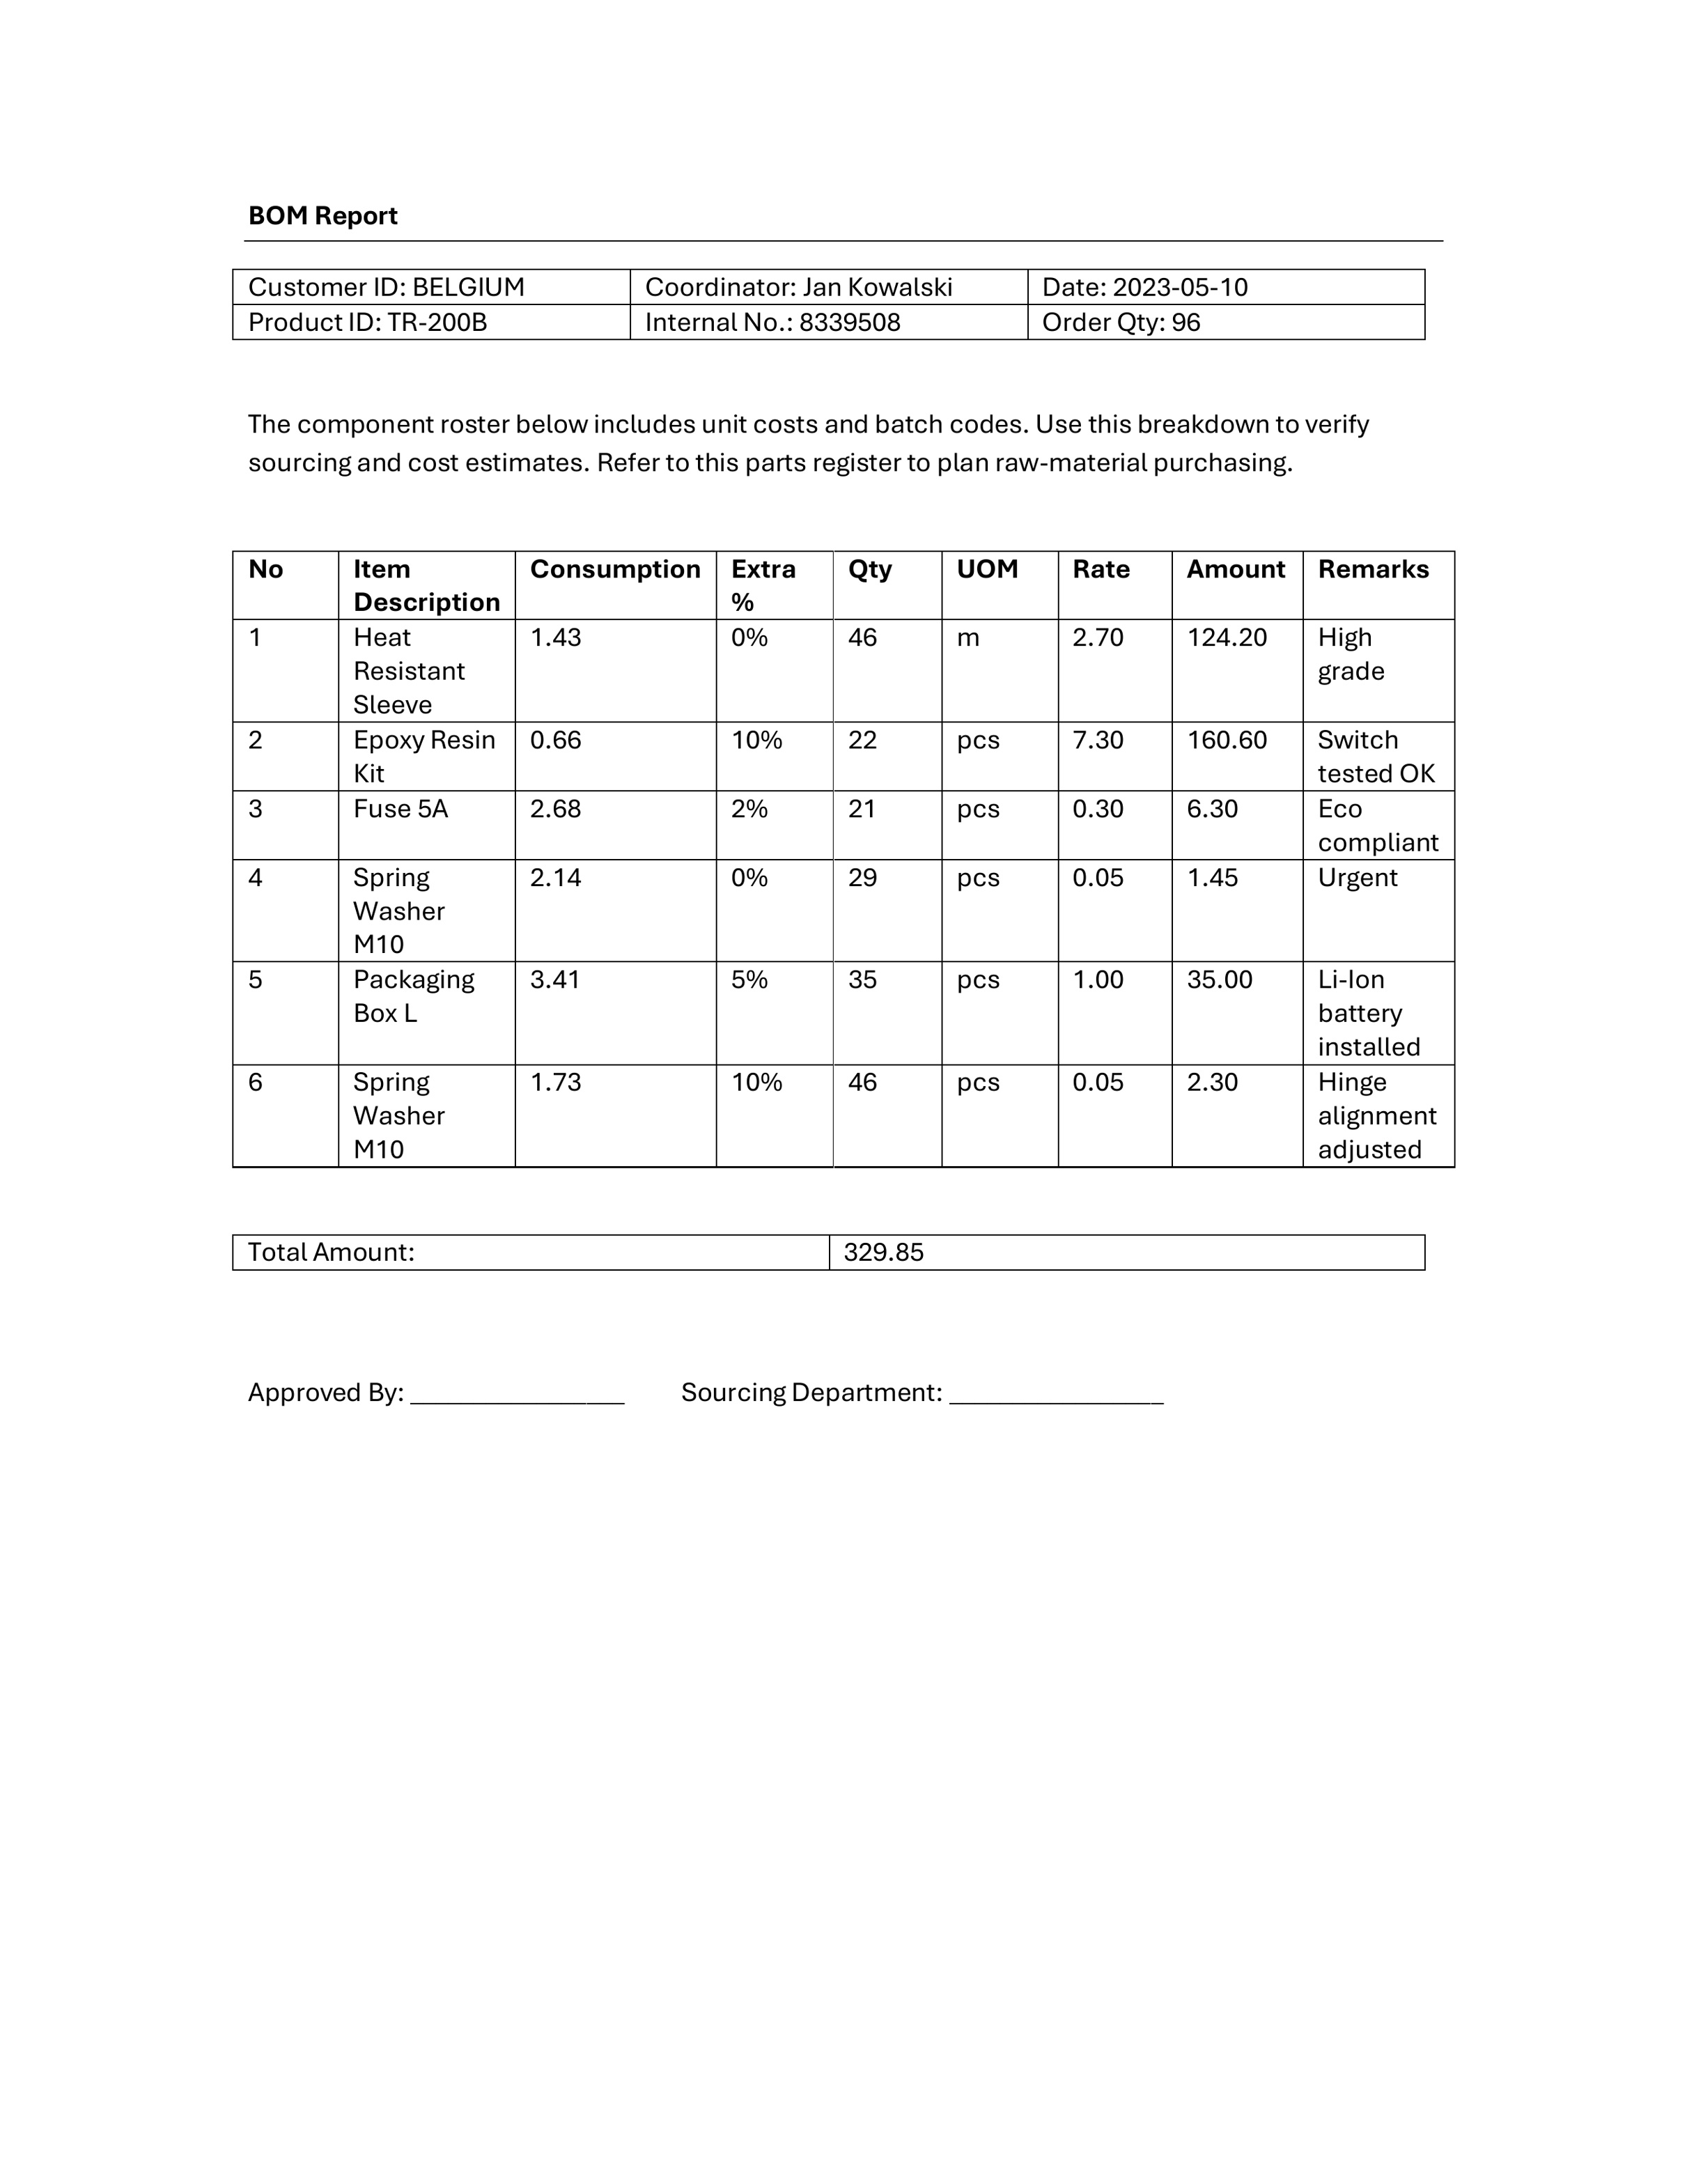 BOM Report
Customer ID: BELGIUM Coordinator: Jan Kowalski Date: 2023-05-10
Product ID: TR-200B Internal No.: 8339508 Order Qty: 96
The component roster below includes unit costs and batch codes. Use this breakdown to verify
sourcing and cost estimates. Refer to this parts register to plan raw-material purchasing.
No Item Consumption Extra Qty UOM Rate Amount Remarks
Description %
1 Heat 1.43 0% 46 m 2.70 124.20 High
Resistant grade
Sleeve
2 Epoxy Resin 0.66 10% 22 pcs 7.30 160.60 Switch
Kit tested OK
3 Fuse 5A 2.68 2% 21 pcs 0.30 6.30 Eco
compliant
4 Spring 2.14 0% 29 pcs 0.05 1.45 Urgent
Washer
M10
5 Packaging 3.41 5% 35 pcs 1.00 35.00 Li-Ion
Box L battery
installed
6 Spring 1.73 10% 46 pcs 0.05 2.30 Hinge
Washer alignment
M10 adjusted
Total Amount: 329.85
Approved By: ________________ Sourcing Department: ________________